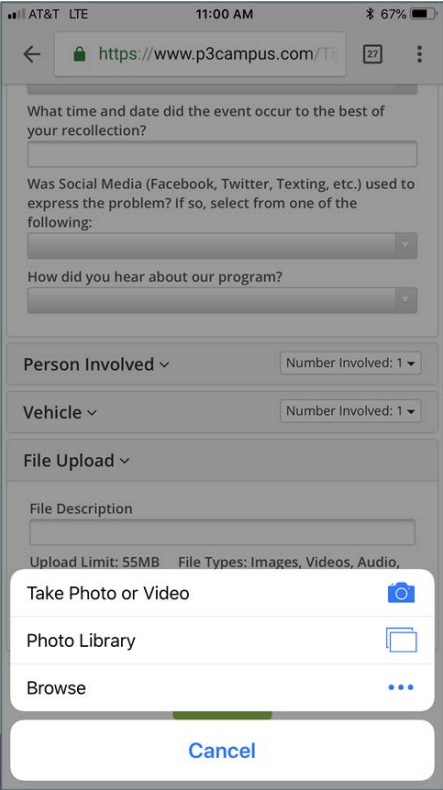 AT&T LTE 11:00 AM 67%
https://www.p3campus.com/Ti
27
What time and date did the event occur to the best of
your recollection?
Was Social Media (Facebook, Twitter, Texting, etc.) used to
express the problem? If so, select from one of the
following:
How did you hear about our program?
Person Involved
Number Involved: 1
Vehicle
Number Involved: 1
File Upload
File Description
Upload Limit: 55MB File Types: Images, Videos, Audio,
Take Photo or Video
Photo Library
Browse
Cancel